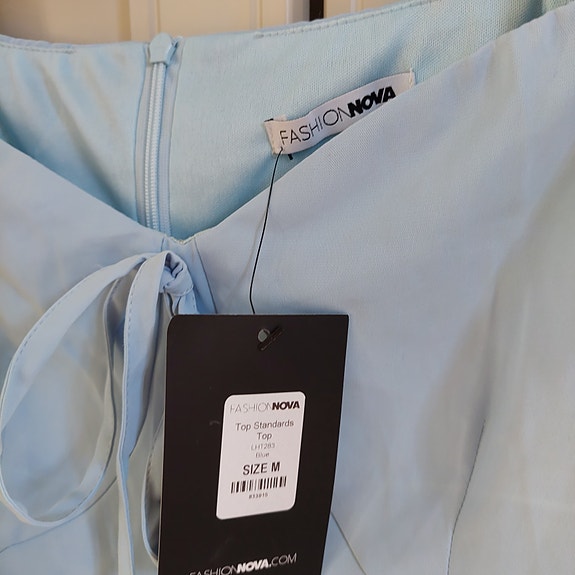 FASHIONNOVA
FASHIONNOVA
Top Standards
Top
LHT283
Blue
SIZE M
FASHIONNOVA.COM